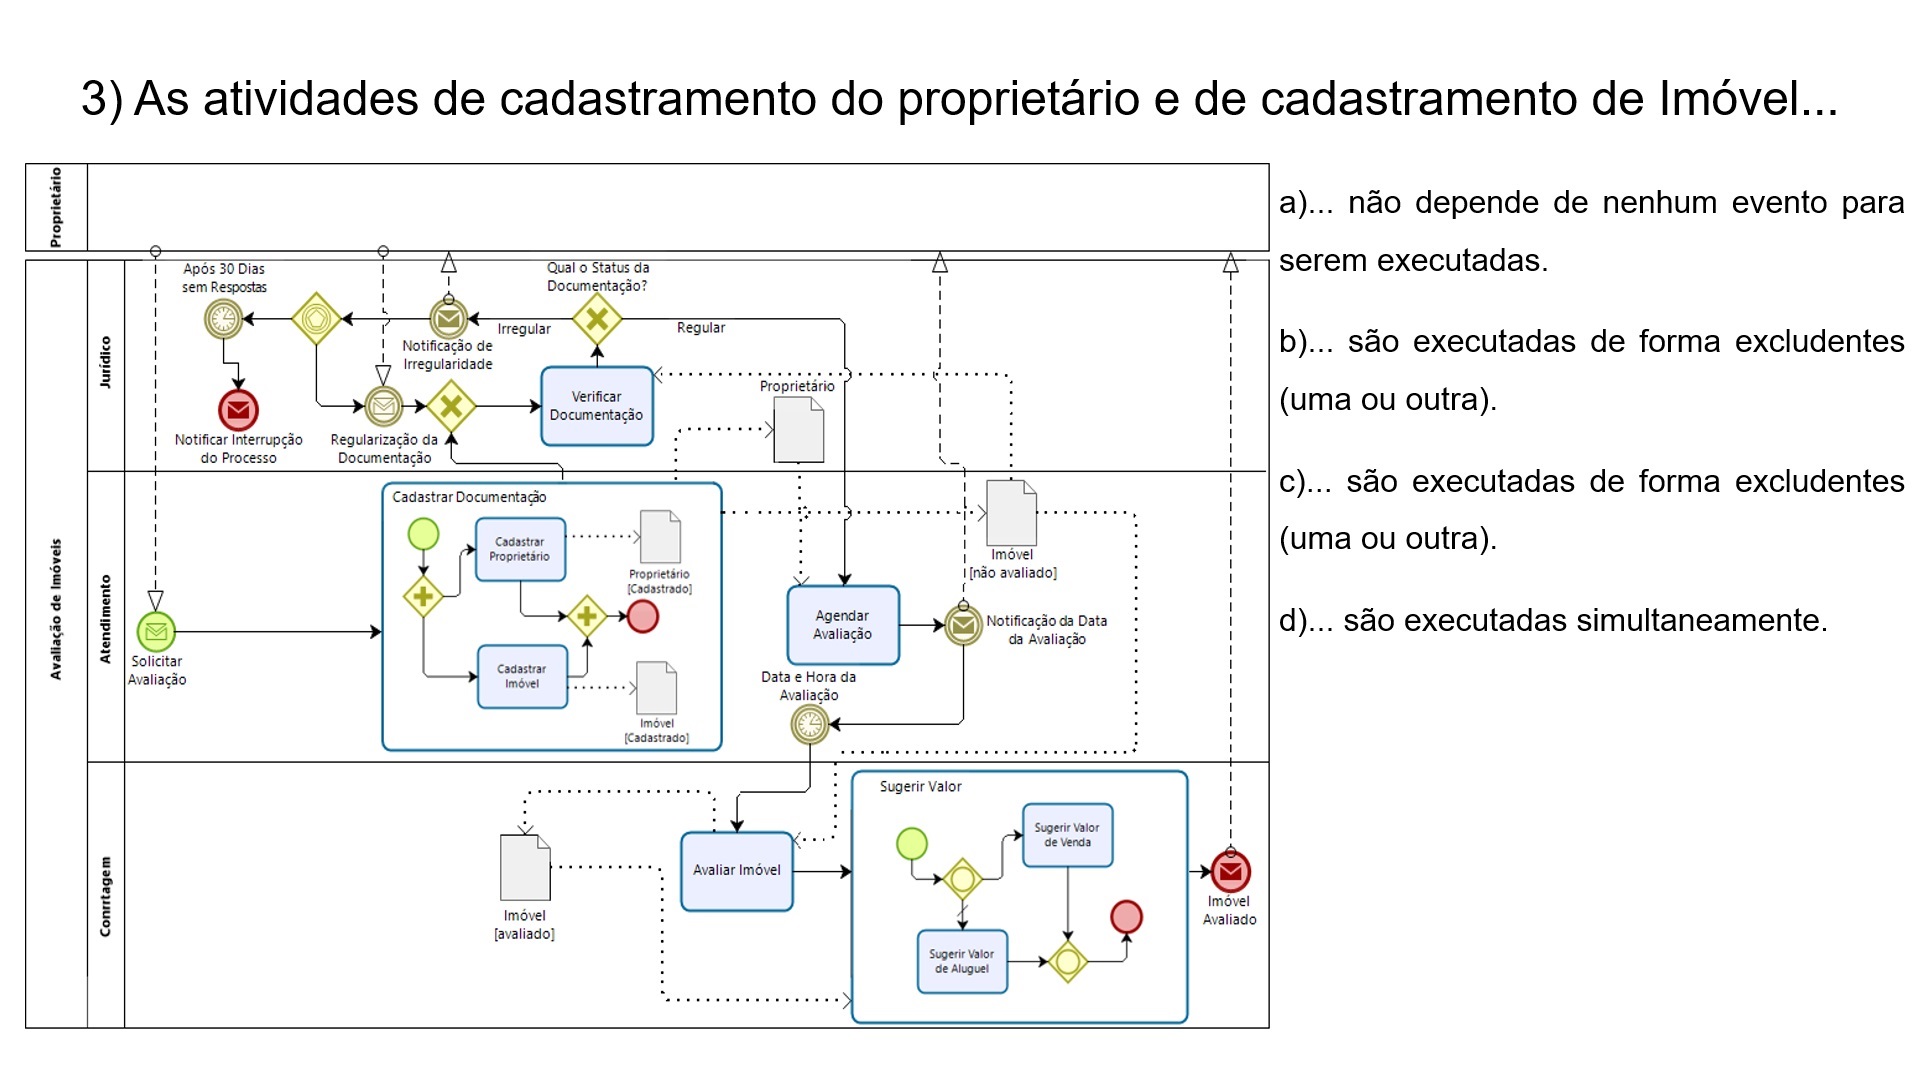 3) As atividades de cadastramento do proprietário e de cadastramento de Imóvel...
a)... não depende de nenhum evento para
serem executadas.
b)... são executadas de forma excludentes
(uma ou outra).
c)... são executadas de forma excludentes
(uma ou outra).
d)... são executadas simultaneamente.
Proprietário
Avaliação de Imóveis
Jurídico
Após 30 Dias
sem Respostas
Notificar Interrupção
do Processo
Notificação de
Irregularidade
Regularização da
Documentação
Irregular
Qual o Status da
Documentação?
Regular
Verificar
Documentação
Proprietário
Atendimento
Solicitar
Avaliação
Cadastrar Documentação
Cadastrar
Proprietário
Proprietário
[Cadastrado]
Cadastrar
Imóvel
Imóvel
[Cadastrado]
Agendar
Avaliação
Imóvel
[não avaliado]
Notificação da Data
da Avaliação
Data e Hora da
Avaliação
Conrtagem
Imóvel
[avaliado]
Avaliar Imóvel
Sugerir Valor
Sugerir Valor
de Venda
Sugerir Valor
de Aluguel
Imóvel
Avaliado